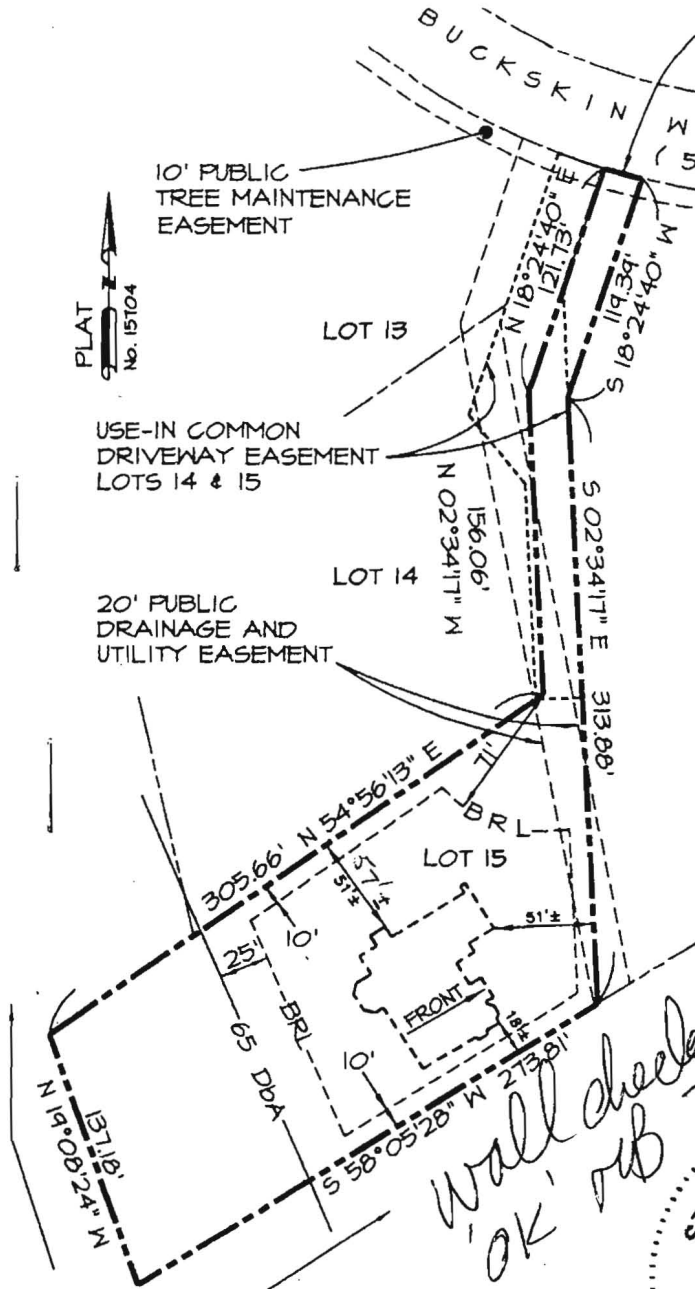 BUCKSKIN W
(5
10' PUBLIC
TREE MAINTENANCE
EASEMENT
PLAT
No. 15704
N
LOT 13
N 18°24'40" E
121.73'
119.39'
S 18°24'40" W
USE-IN COMMON
DRIVEWAY EASEMENT
LOTS 14 & 15
156.06'
N 02°34'17" W
S 02°34'17" E 313.88'
LOT 14
20' PUBLIC
DRAINAGE AND
UTILITY EASEMENT
305.66' N 54°56'13" E
BRL
LOT 15
57'±
51'±
51'±
10'
25'
BRL
FRONT
18'±
65 DbA
10'
S 58°05'28" W 273.81'
137.18'
N 19°08'24" W
Wall check
'OK'